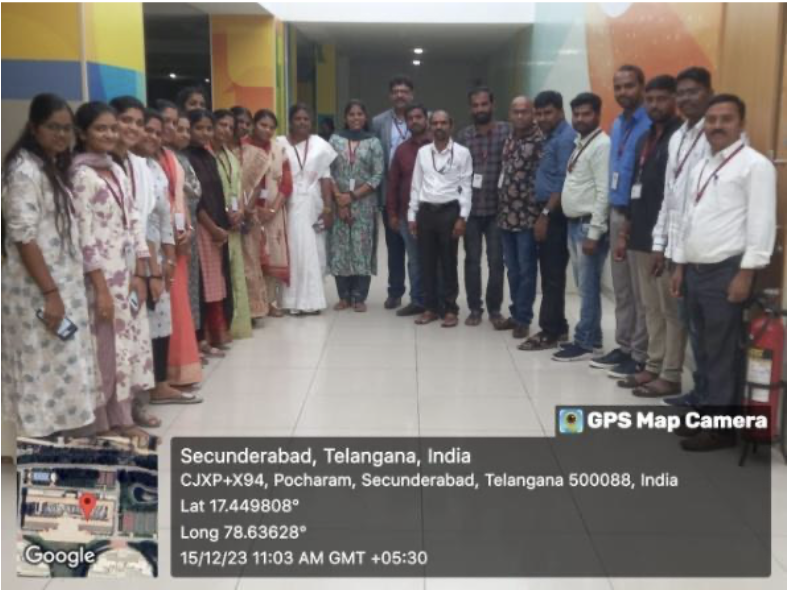 GPS Map Camera
Secunderabad, Telangana, India
CJXP+X94, Pocharam, Secunderabad, Telangana 500088, India
Lat 17.449808°
Long 78.63628°
15/12/23 11:03 AM GMT +05:30
Google